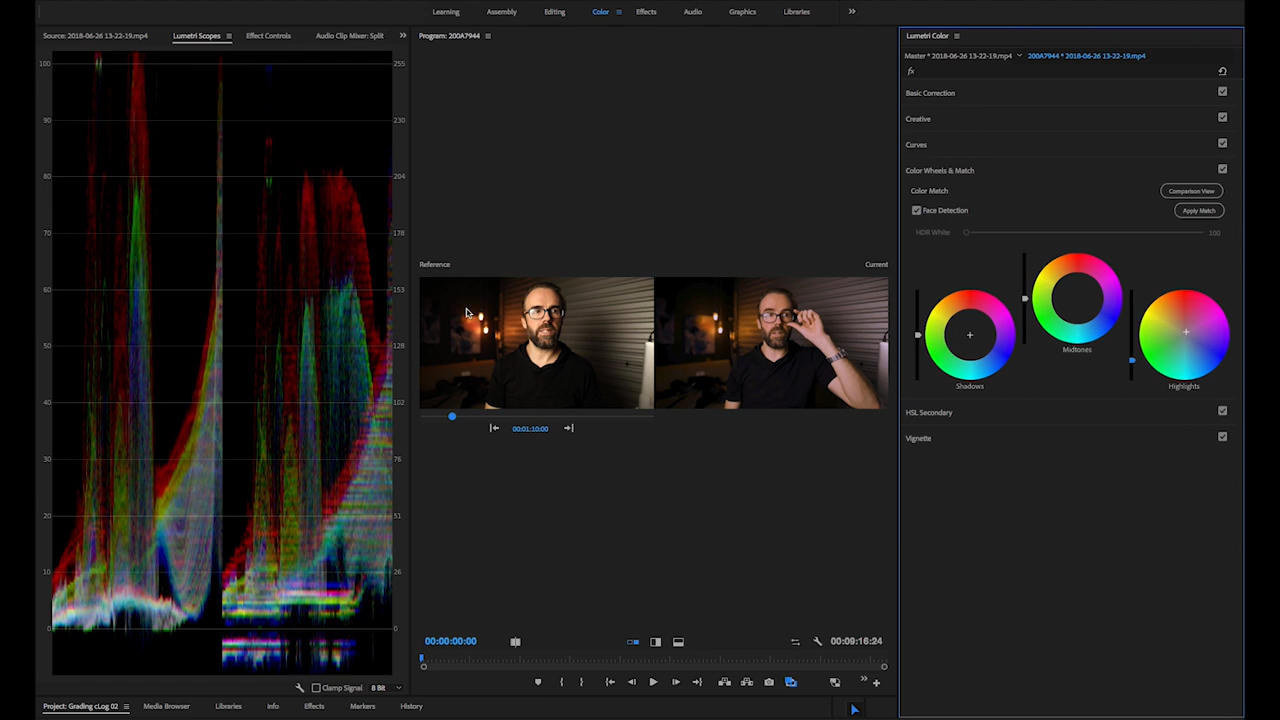 Learning Assembly Editing Color Effects Audio Graphics Libraries
Source: 2018-06-26 13-22-19.mp4 Lumetri Scopes Effect Controls Audio Clip Mixer: Split
Program: 200A7944
Lumetri Color
Master * 2018-06-26 13-22-19.mp4 200A7944 * 2018-06-26 13-22-19.mp4
fx
Basic Correction
Creative
Curves
Color Wheels & Match
Color Match Comparison View
Face Detection Apply Match
HDR White 100
Shadows
Midtones
Highlights
HSL Secondary
Vignette
100 255
90 230
80 204
70 178
60 153
50 128
40 102
30 76
20 51
10 26
0 0
Reference Current
00:01:10:00
00:00:00:00 00:09:16:24
Clamp Signal 8 Bit
Project: Grading cLog 02 Media Browser Libraries Info Effects Markers History